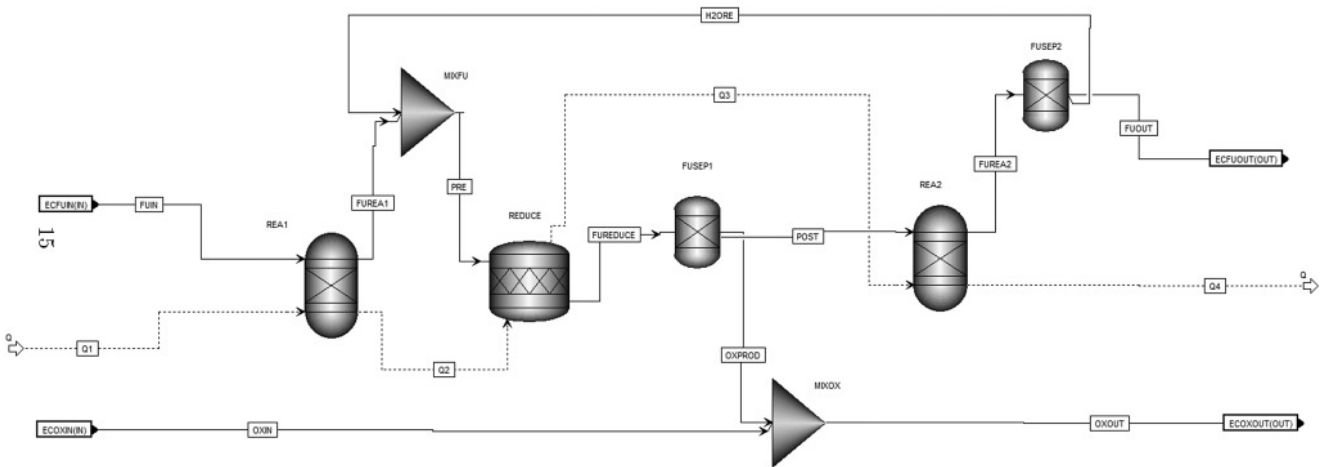 H2ORE
FUSEP2
MIXFU
Q3
FUOUT
ECFUOUT(OUT)
FUSEP1
FUREA2
PRE
ECFUIN(IN)
FUIN
FUREA1
REDUCE
REA2
15
REA1
FUREDUCE
POST
Q
Q4
Q
Q1
OXPROD
Q2
MIXOX
ECOXIN(IN)
OXIN
OXOUT
ECOXOUT(OUT)